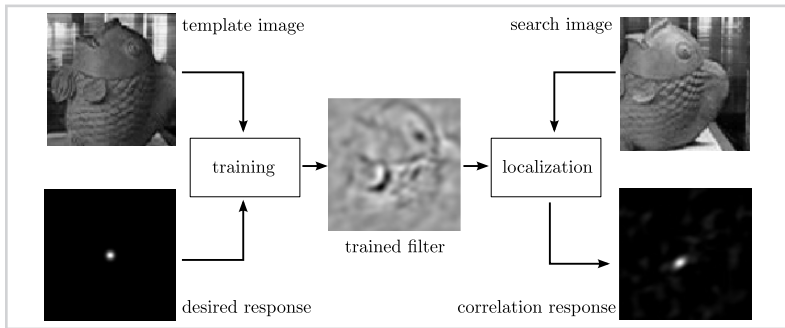 template image
search image
training
localization
trained filter
desired response
correlation response